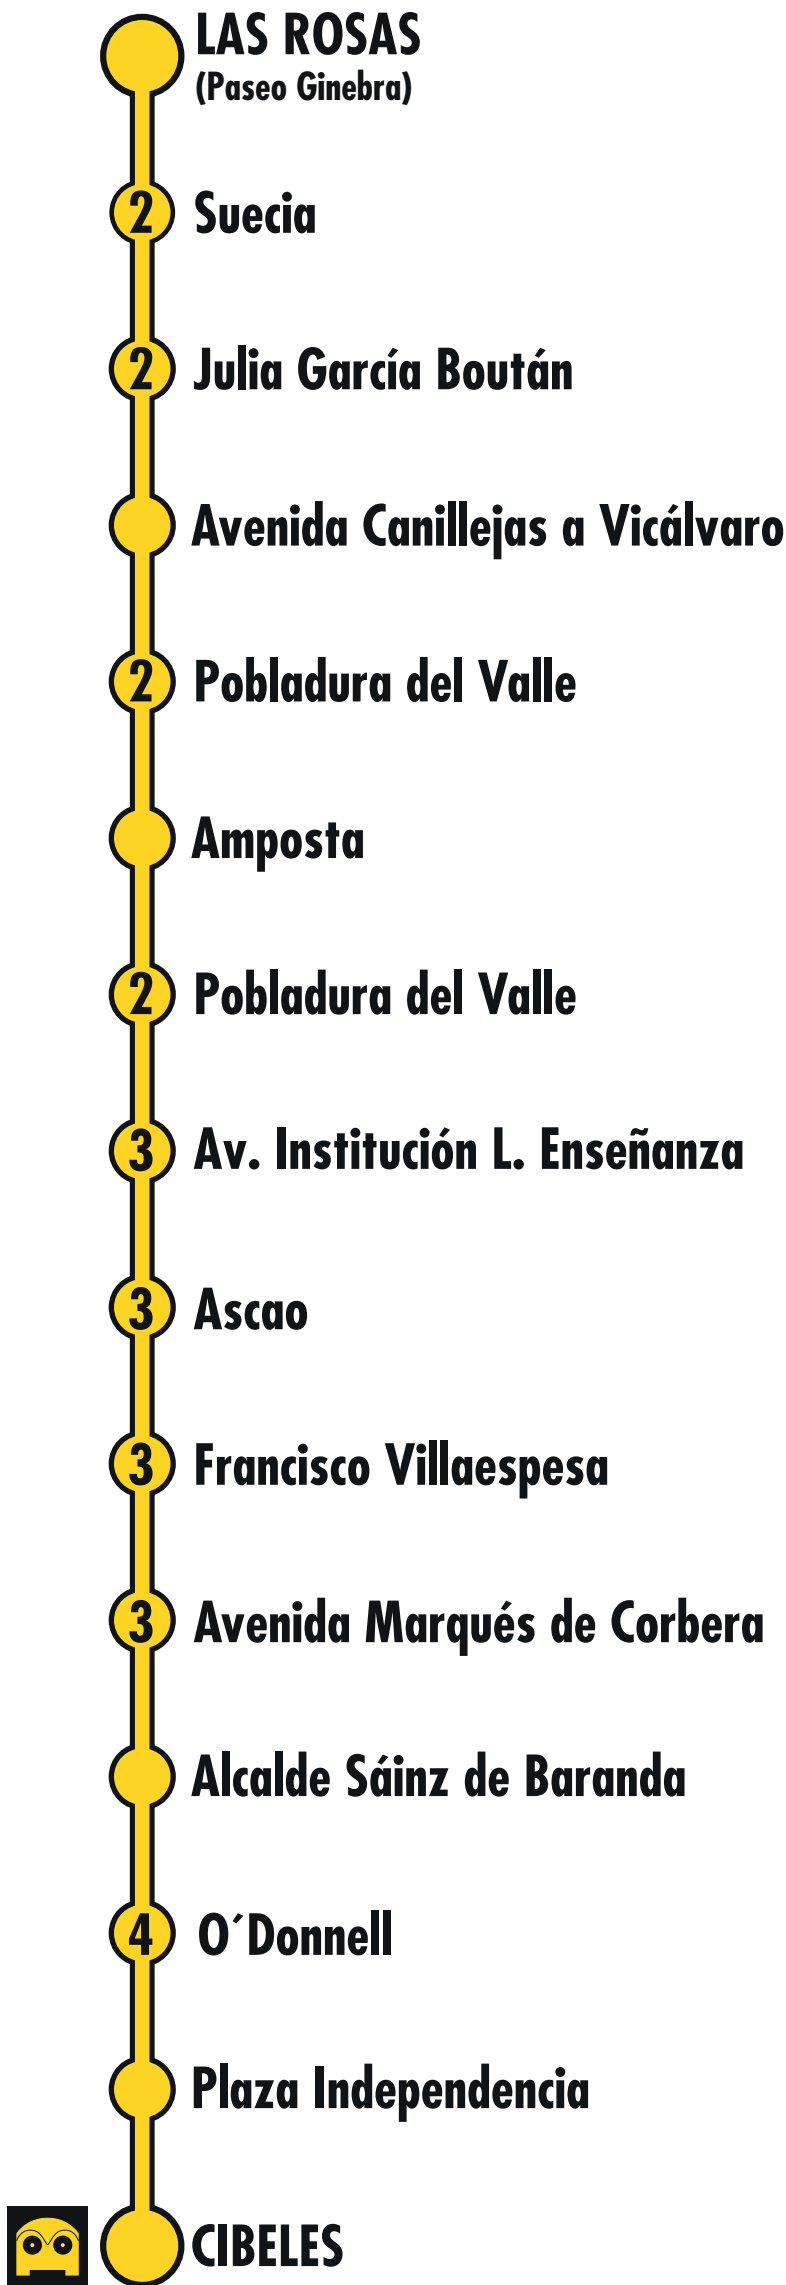 LAS ROSAS
(Paseo Ginebra)
2 Suecia
2 Julia García Boután
Avenida Canillejas a Vicálvaro
2 Pobladura del Valle
Amposta
2 Pobladura del Valle
3 Av. Institución L. Enseñanza
3 Ascao
3 Francisco Villaespesa
3 Avenida Marqués de Corbera
Alcalde Sáinz de Baranda
4 O´Donnell
Plaza Independencia
CIBELES